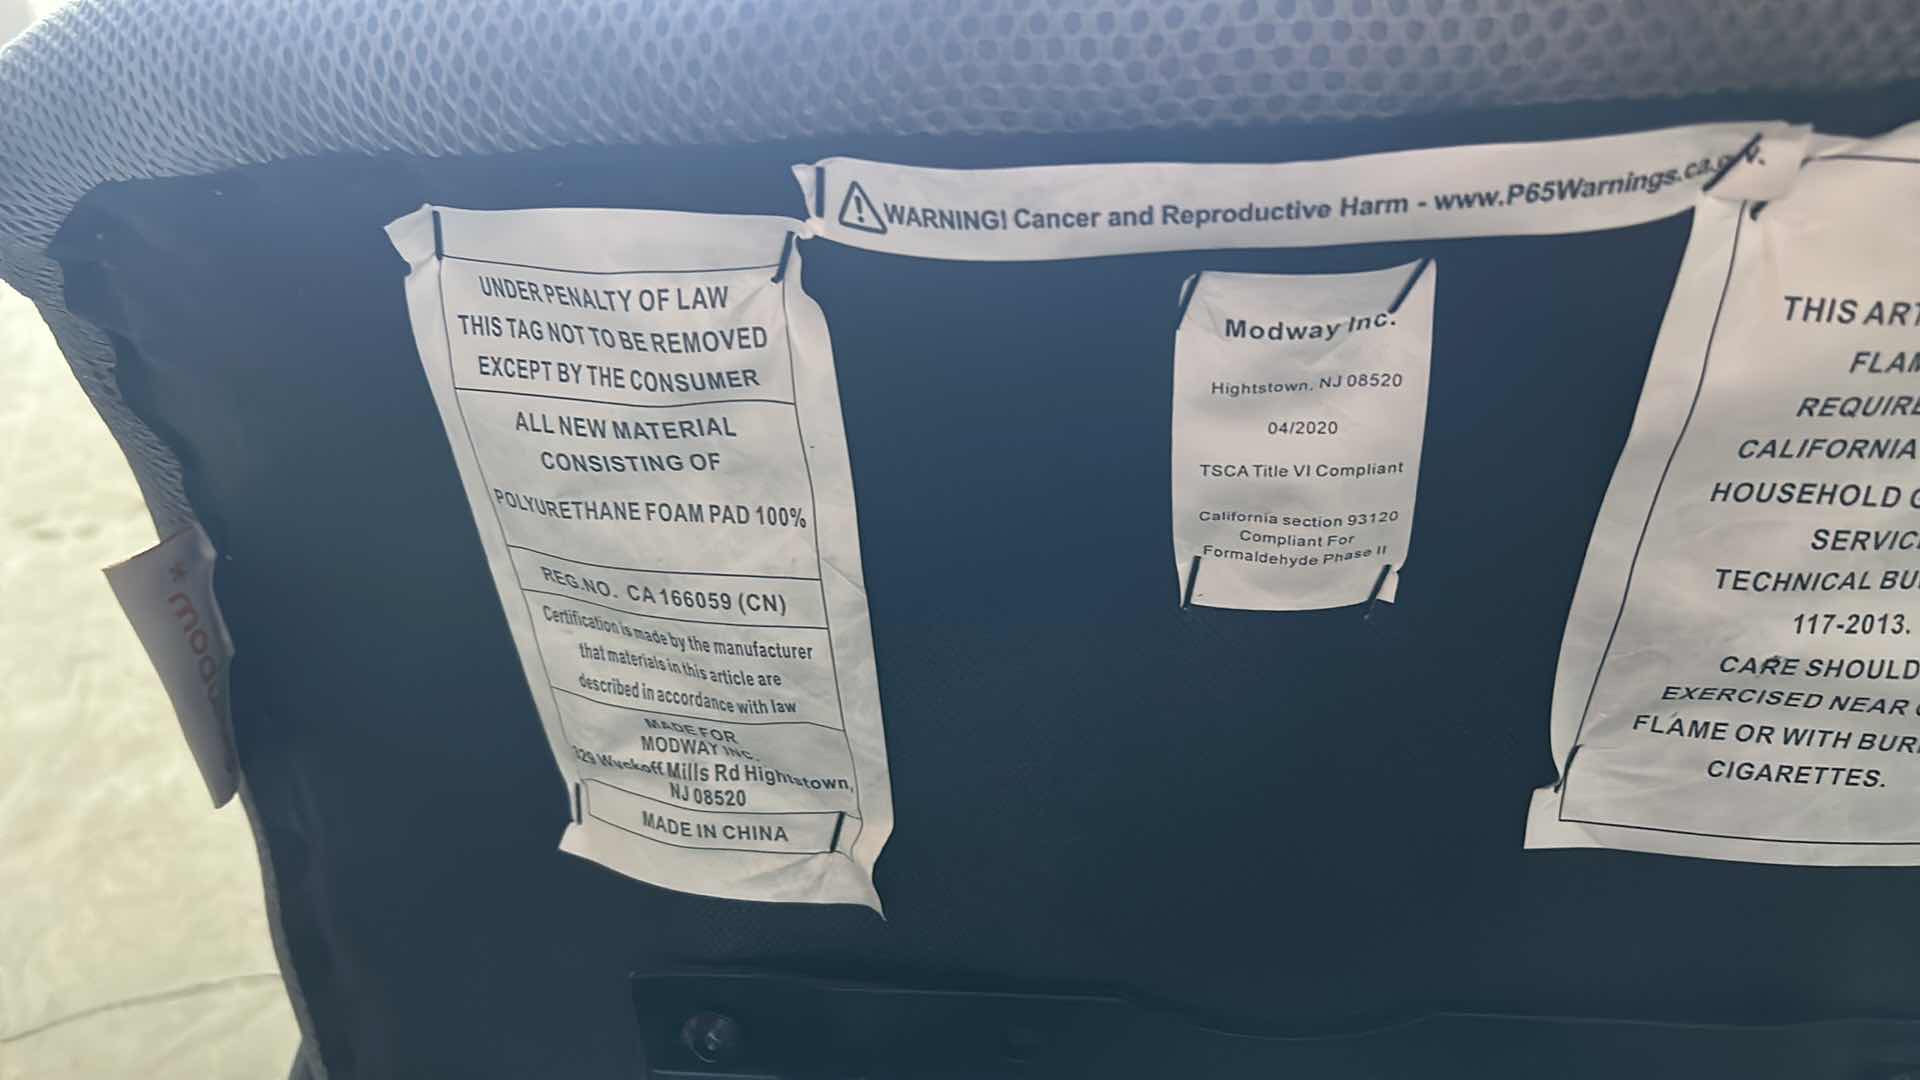 WARNING! Cancer and Reproductive Harm - www.P65Warnings.ca.gov.
UNDER PENALTY OF LAW
THIS TAG NOT TO BE REMOVED
EXCEPT BY THE CONSUMER
ALL NEW MATERIAL
CONSISTING OF
POLYURETHANE FOAM PAD 100%
REG.NO. CA 166059 (CN)
Certification is made by the manufacturer
that materials in this article are
described in accordance with law
MADE FOR
MODWAY INC.
329 Wyckoff Mills Rd Hightstown,
NJ 08520
MADE IN CHINA
Modway Inc.
Hightstown, NJ 08520
04/2020
TSCA Title VI Compliant
California section 93120
Compliant For
Formaldehyde Phase II
THIS
REQUIRE
CALIFORNIA
HOUSEHOLD
TECHNICAL
117-2013.
CARE SHOULD
EXERCISED NEAR
FLAME OR WITH
CIGARETTES.